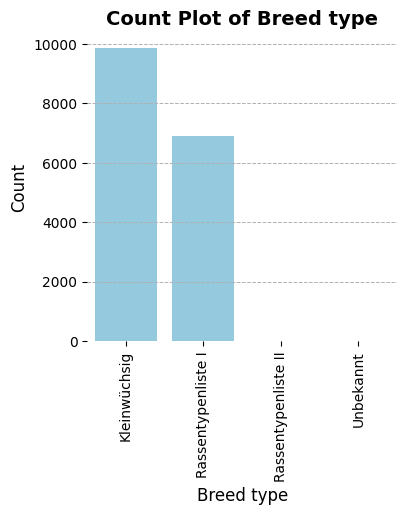 Count Plot of Breed type
Count
10000
8000
6000
4000
2000
0
Kleinwüchsig
Rassentypenliste I
Rassentypenliste II
Unbekannt
Breed type